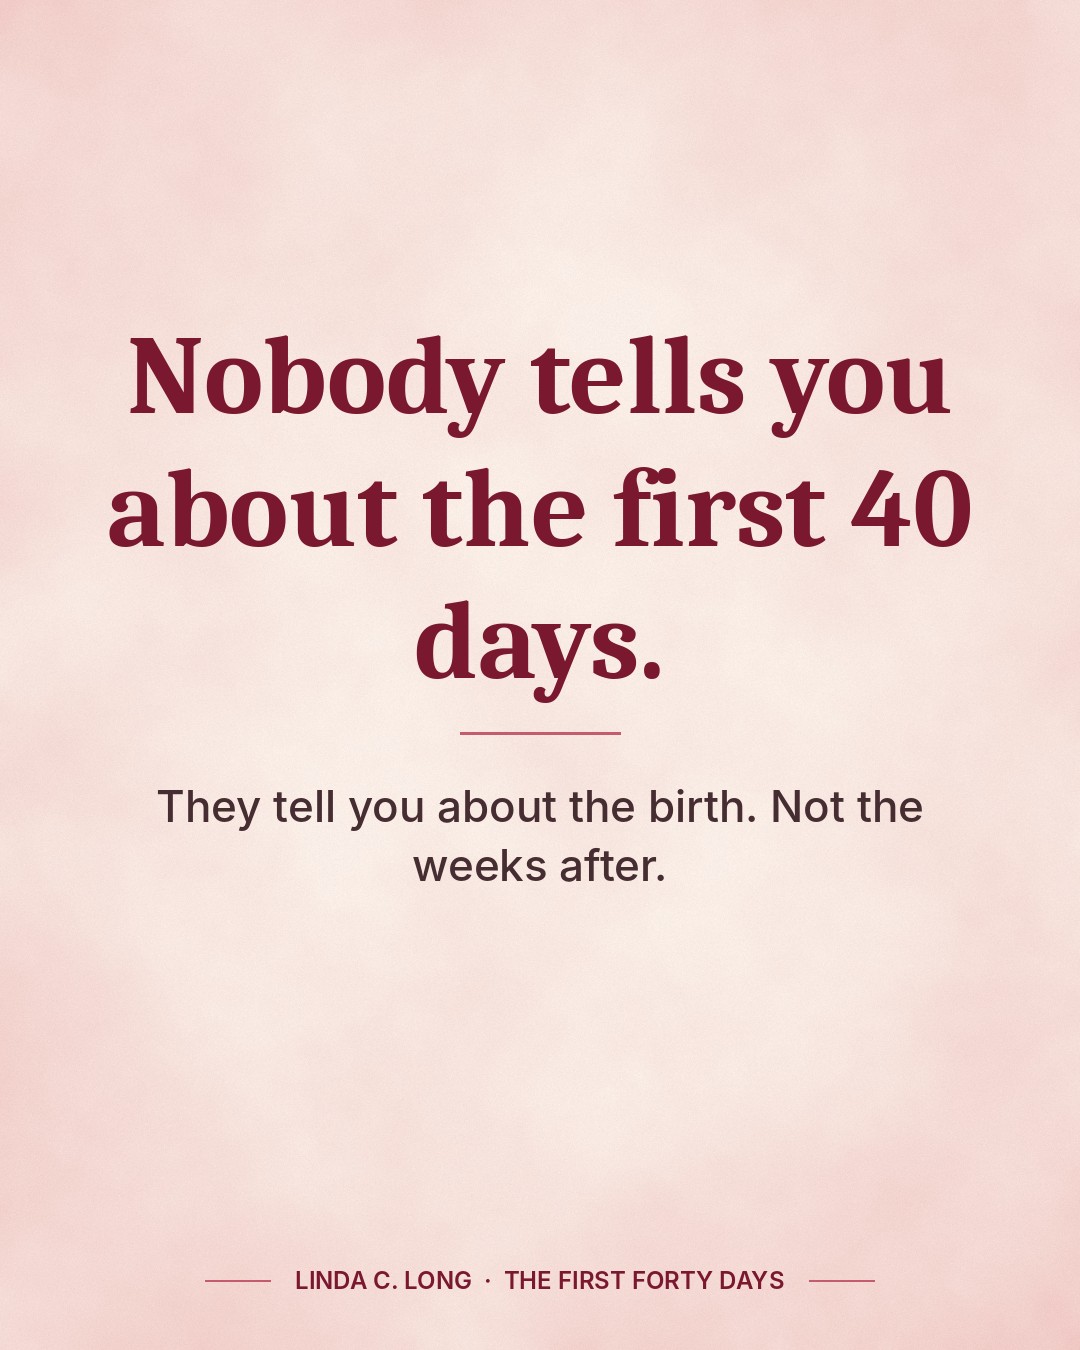 Nobody tells you
about the first 40
days.
They tell you about the birth. Not the
weeks after.
LINDA C. LONG · THE FIRST FORTY DAYS